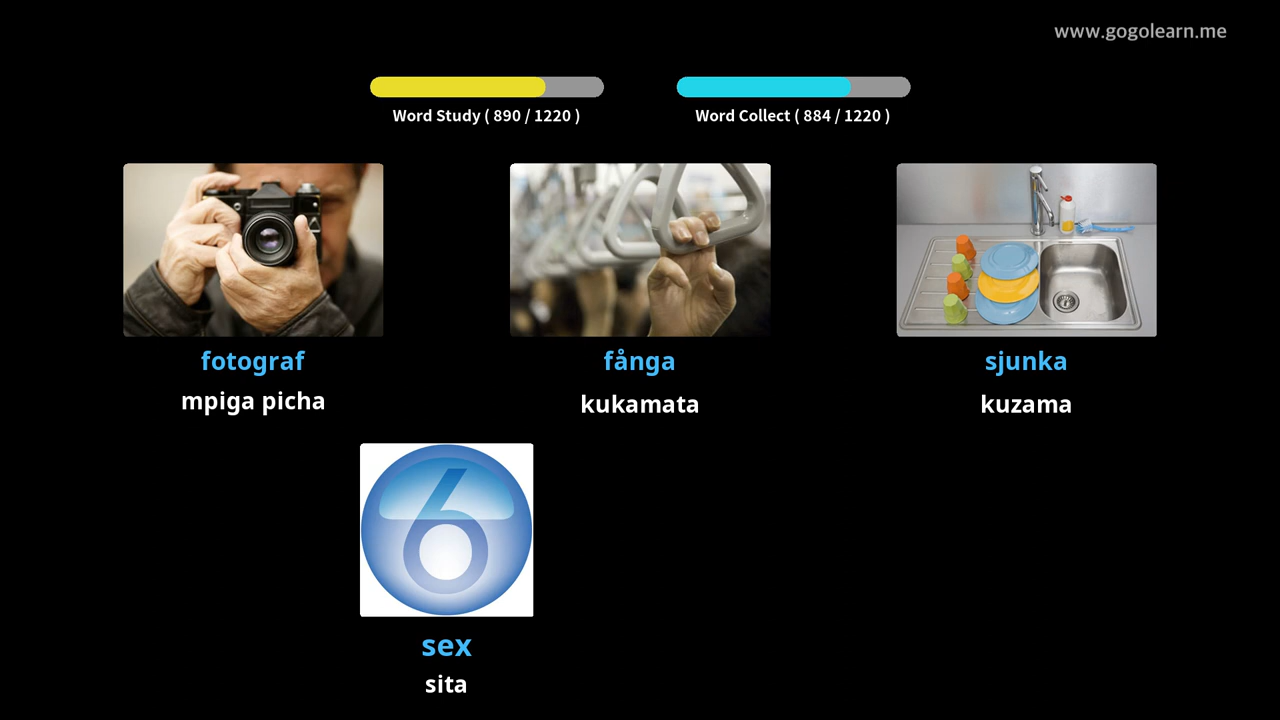 www.gogolearn.me
Word Study ( 890 / 1220 )
Word Collect ( 884 / 1220 )
fotograf
mpiga picha
fånga
kukamata
sjunka
kuzama
6
sex
sita